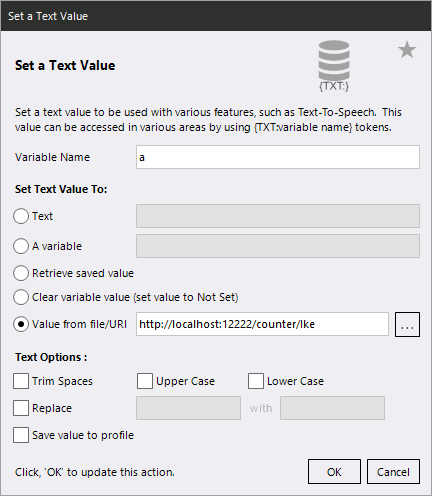 Set a Text Value
Set a Text Value
{TXT:}
Set a text value to be used with various features, such as Text-To-Speech. This
value can be accessed in various areas by using {TXT:variable name} tokens.
Variable Name a
Set Text Value To:
Text
A variable
Retrieve saved value
Clear variable value (set value to Not Set)
Value from file/URI http://localhost:12222/counter/lke ...
Text Options :
Trim Spaces Upper Case Lower Case
Replace with
Save value to profile
Click, 'OK' to update this action. OK Cancel